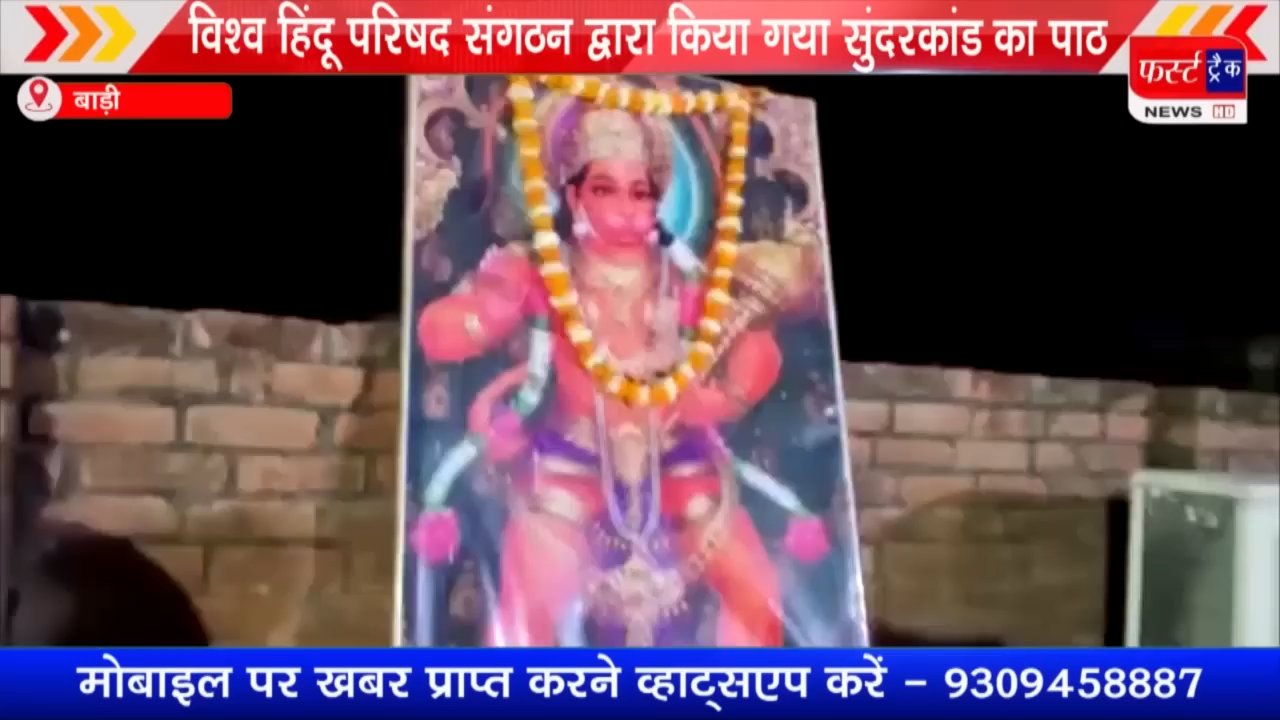 विश्व हिंदू परिषद संगठन द्वारा किया गया सुंदरकांड का पाठ
बाड़ी
फर्स्ट ट्रैक
NEWS HD
मोबाइल पर खबर प्राप्त करने व्हाट्सएप करें - 9309458887